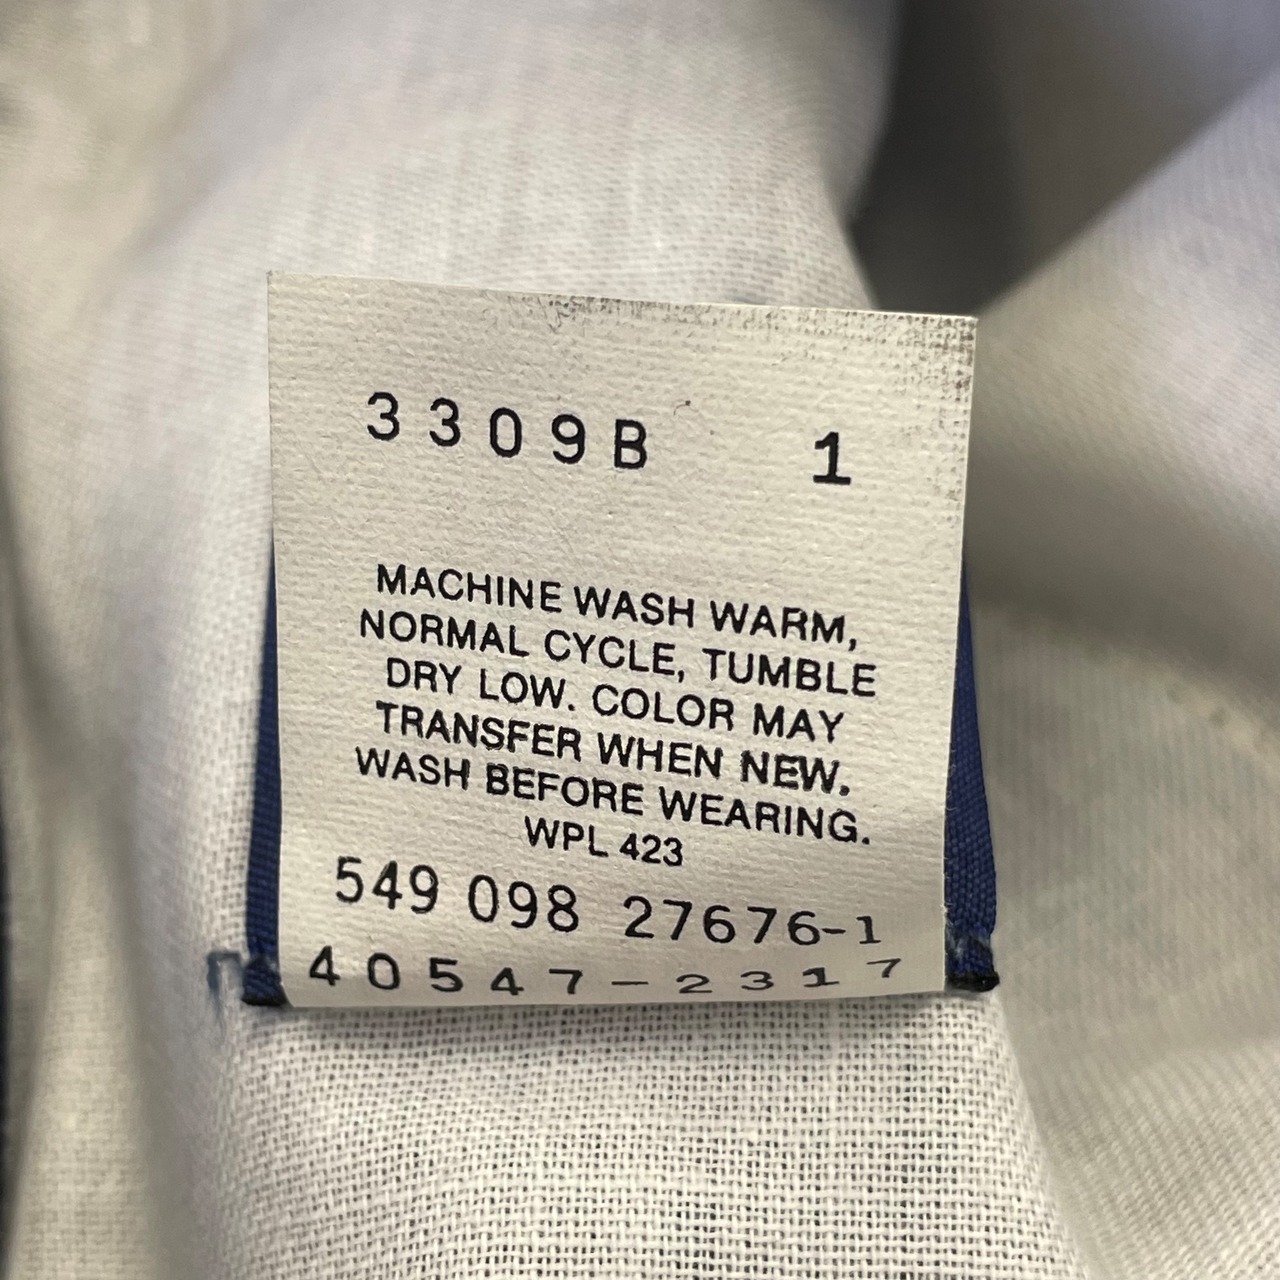 3309B 1
MACHINE WASH WARM,
NORMAL CYCLE, TUMBLE
DRY LOW. COLOR MAY
TRANSFER WHEN NEW.
WASH BEFORE WEARING.
WPL 423
549 098 27676-1
40547-2317